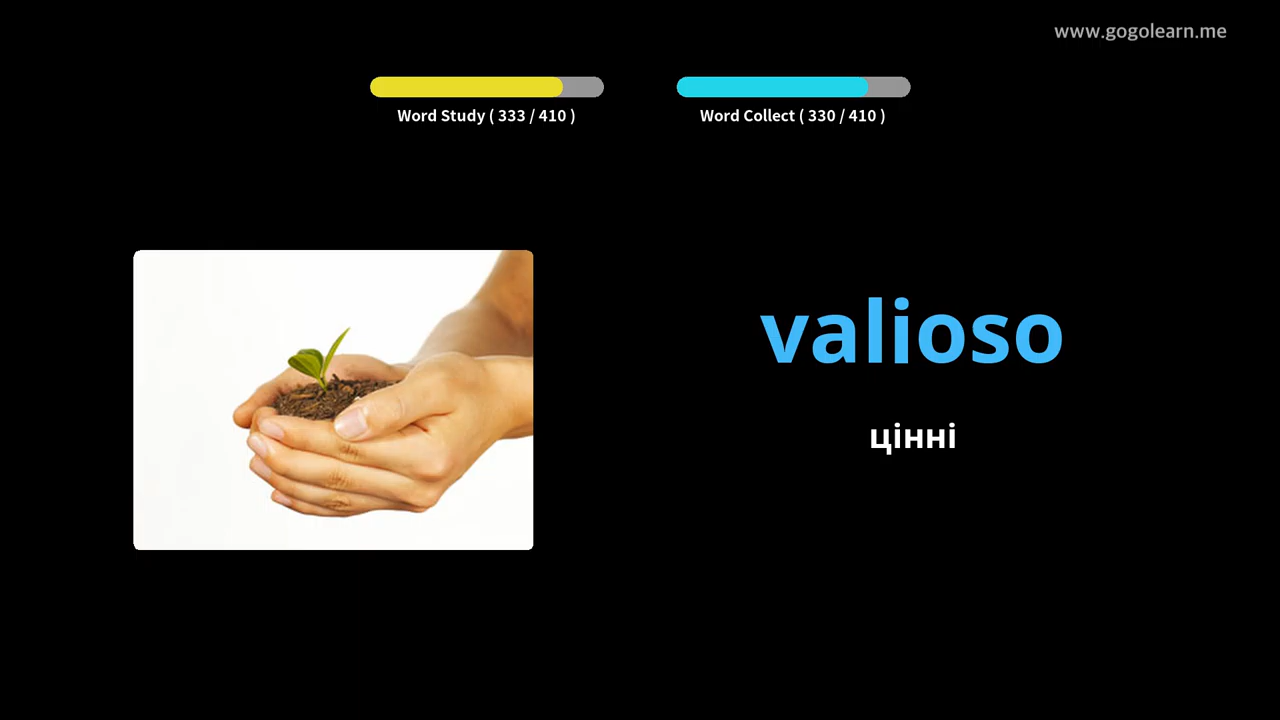 www.gogolearn.me
Word Study ( 333 / 410 )
Word Collect ( 330 / 410 )
valioso
цінні